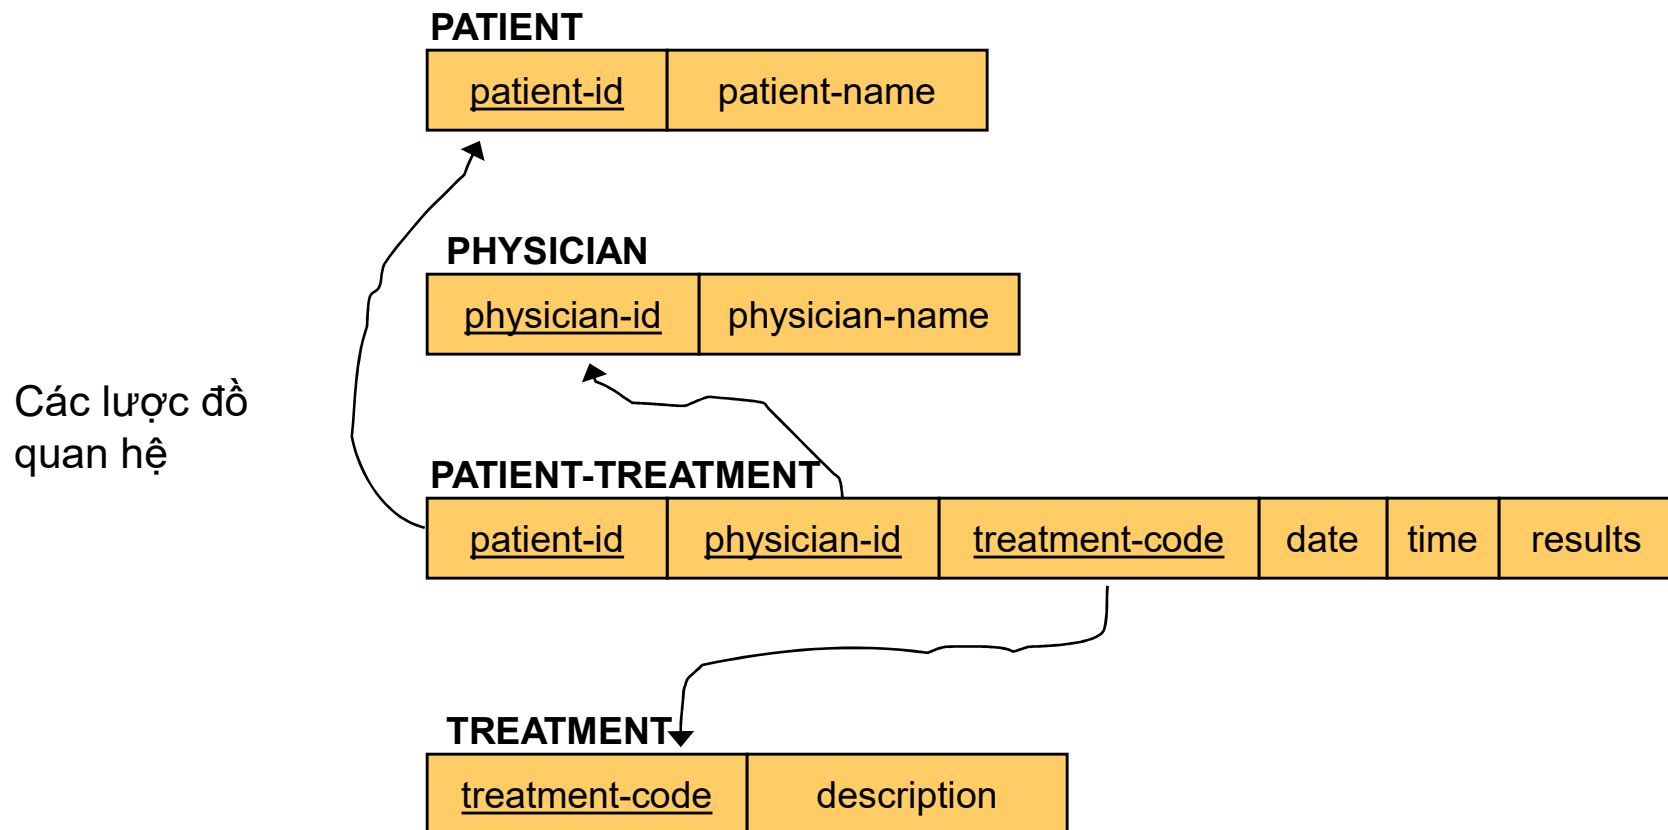 PATIENT
patient-id patient-name
PHYSICIAN
physician-id physician-name
Các lược đồ
quan hệ
PATIENT-TREATMENT
patient-id physician-id treatment-code date time results
TREATMENT
treatment-code description